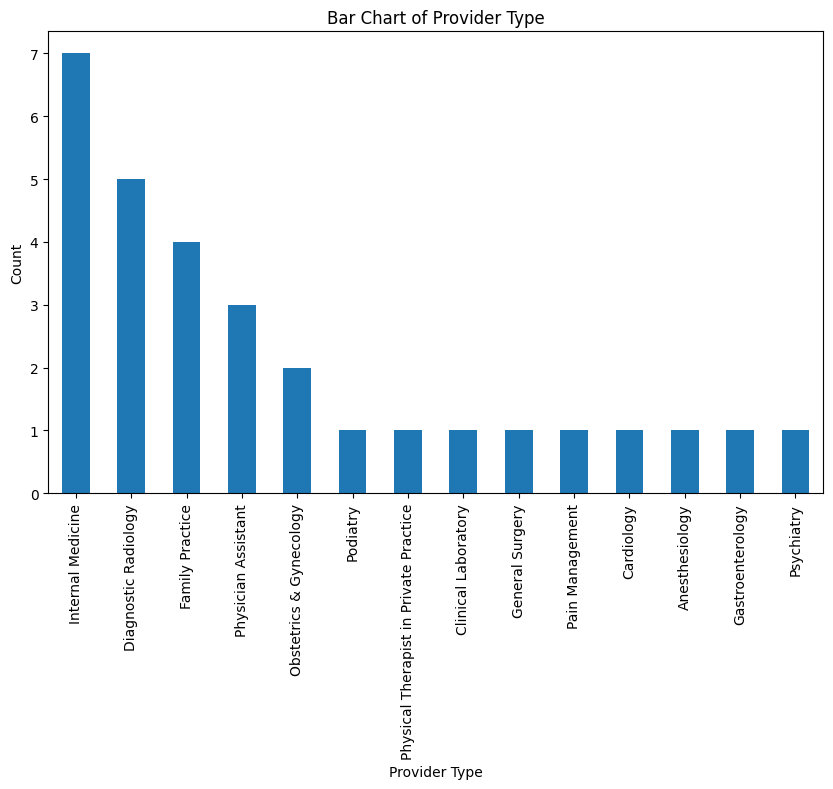 Bar Chart of Provider Type
7
6
5
4
3
2
1
0
Count
Internal Medicine
Diagnostic Radiology
Family Practice
Physician Assistant
Obstetrics & Gynecology
Podiatry
Physical Therapist in Private Practice
Clinical Laboratory
General Surgery
Pain Management
Cardiology
Anesthesiology
Gastroenterology
Psychiatry
Provider Type